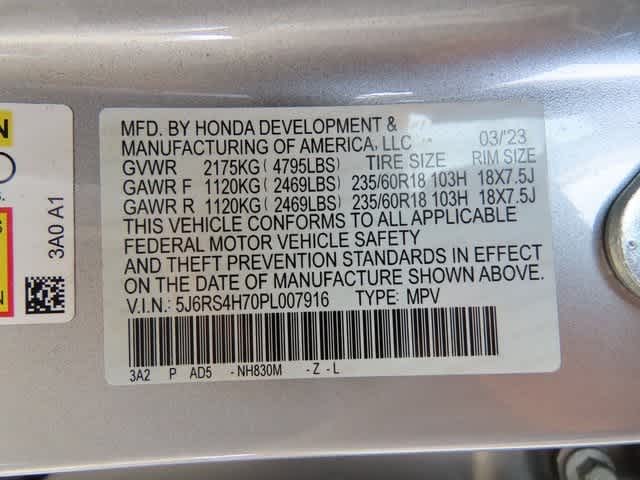 MFD. BY HONDA DEVELOPMENT &
MANUFACTURING OF AMERICA, LLC 03/'23
GVWR 2175KG ( 4795LBS) TIRE SIZE RIM SIZE
GAWR F 1120KG ( 2469LBS) 235/60R18 103H 18X7.5J
GAWR R 1120KG ( 2469LBS) 235/60R18 103H 18X7.5J
THIS VEHICLE CONFORMS TO ALL APPLICABLE
FEDERAL MOTOR VEHICLE SAFETY
AND THEFT PREVENTION STANDARDS IN EFFECT
ON THE DATE OF MANUFACTURE SHOWN ABOVE.
V.I.N.: 5J6RS4H70PL007916 TYPE: MPV
3A2 P AD5 -NH830M -Z-L
3A0 A1